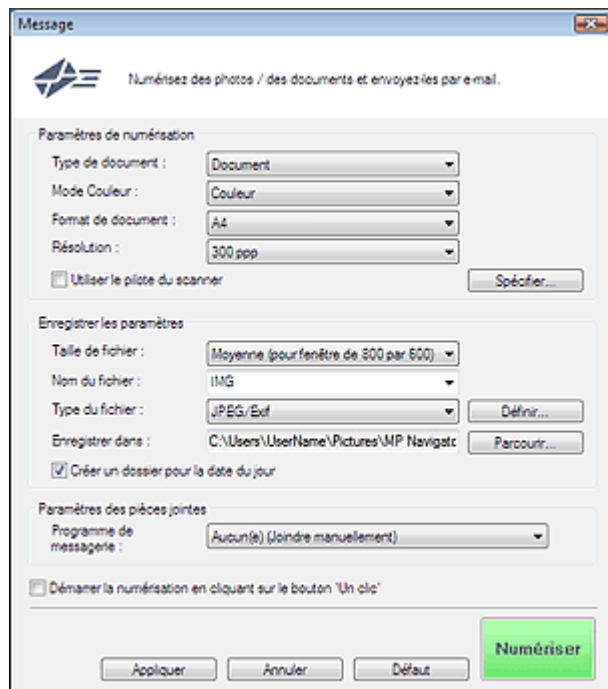 Message
Numérisez des photos / des documents et envoyez-les par e-mail.
Paramètres de numérisation
Type de document : Document
Mode Couleur : Couleur
Format de document : A4
Résolution : 300 ppp
Utiliser le pilote du scanner Spécifier...
Enregistrer les paramètres
Taille de fichier : Moyenne (pour fenêtre de 800 par 600)
Nom du fichier : IMG
Type du fichier : JPEG/Exif Définir...
Enregistrer dans : C:\Users\UserName\Pictures\MP Navigatc Parcourir...
Créer un dossier pour la date du jour
Paramètres des pièces jointes
Programme de
messagerie : Aucun(e) (Joindre manuellement)
Démarrer la numérisation en cliquant sur le bouton 'Un clic'
Numériser
Appliquer Annuler Défaut